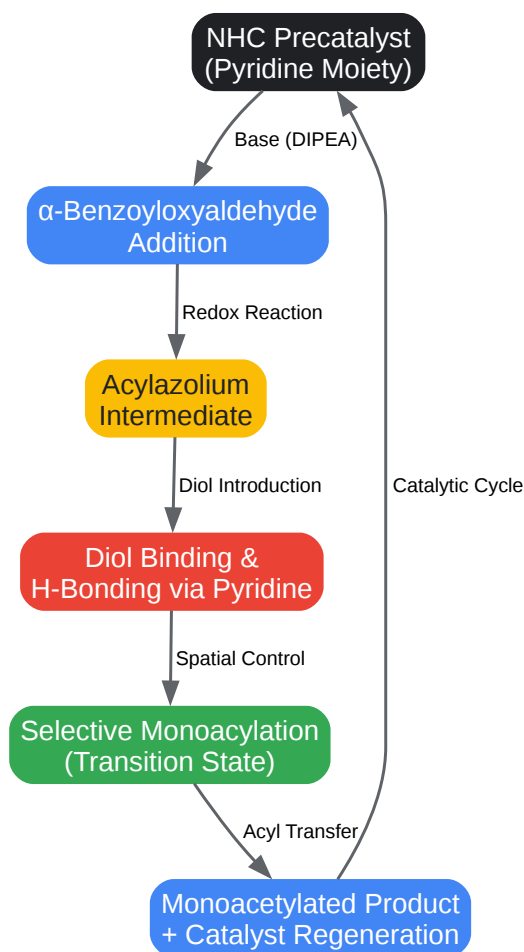 NHC Precatalyst
(Pyridine Moiety)
Base (DIPEA)
α-Benzoyloxyaldehyde
Addition
Redox Reaction
Acylazolium
Intermediate
Diol Introduction
Catalytic Cycle
Diol Binding &
H-Bonding via Pyridine
Spatial Control
Selective Monoacylation
(Transition State)
Acyl Transfer
Monoacetylated Product
+ Catalyst Regeneration